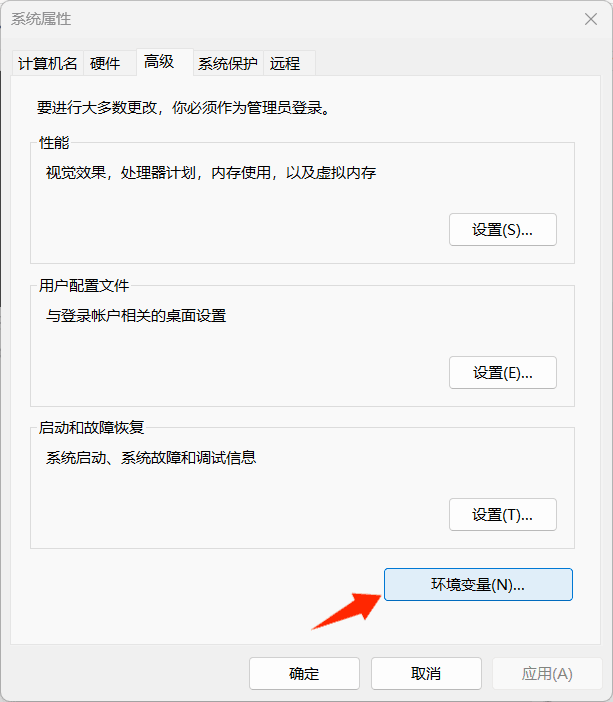 系统属性
计算机名 硬件 高级 系统保护 远程
要进行大多数更改，你必须作为管理员登录。
性能
视觉效果，处理器计划，内存使用，以及虚拟内存
设置(S)...
用户配置文件
与登录帐户相关的桌面设置
设置(E)...
启动和故障恢复
系统启动、系统故障和调试信息
设置(T)...
环境变量(N)...
确定 取消 应用(A)